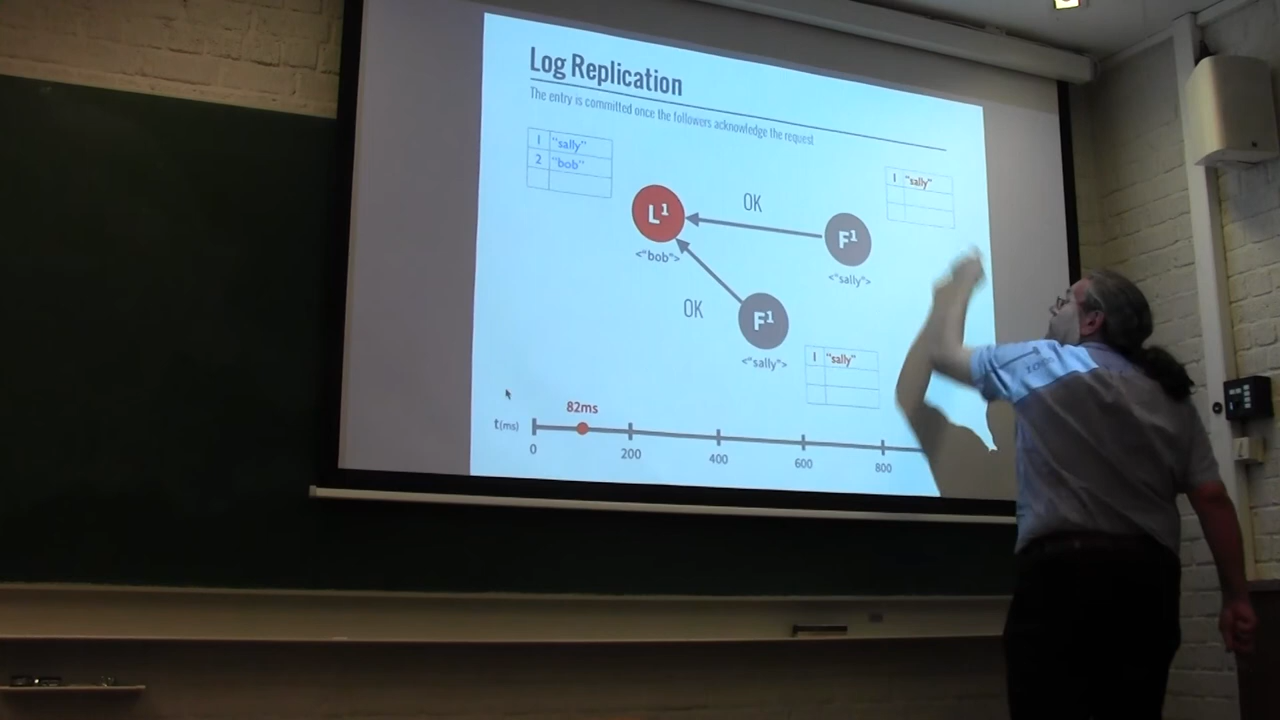 Log Replication
The entry is committed once the followers acknowledge the request
1 "sally"
2 "bob"
1 "sally"
L¹
OK
F¹
<"bob">
<"sally">
OK
F¹
<"sally">
1 "sally"
82ms
t(ms)
0 200 400 600 800